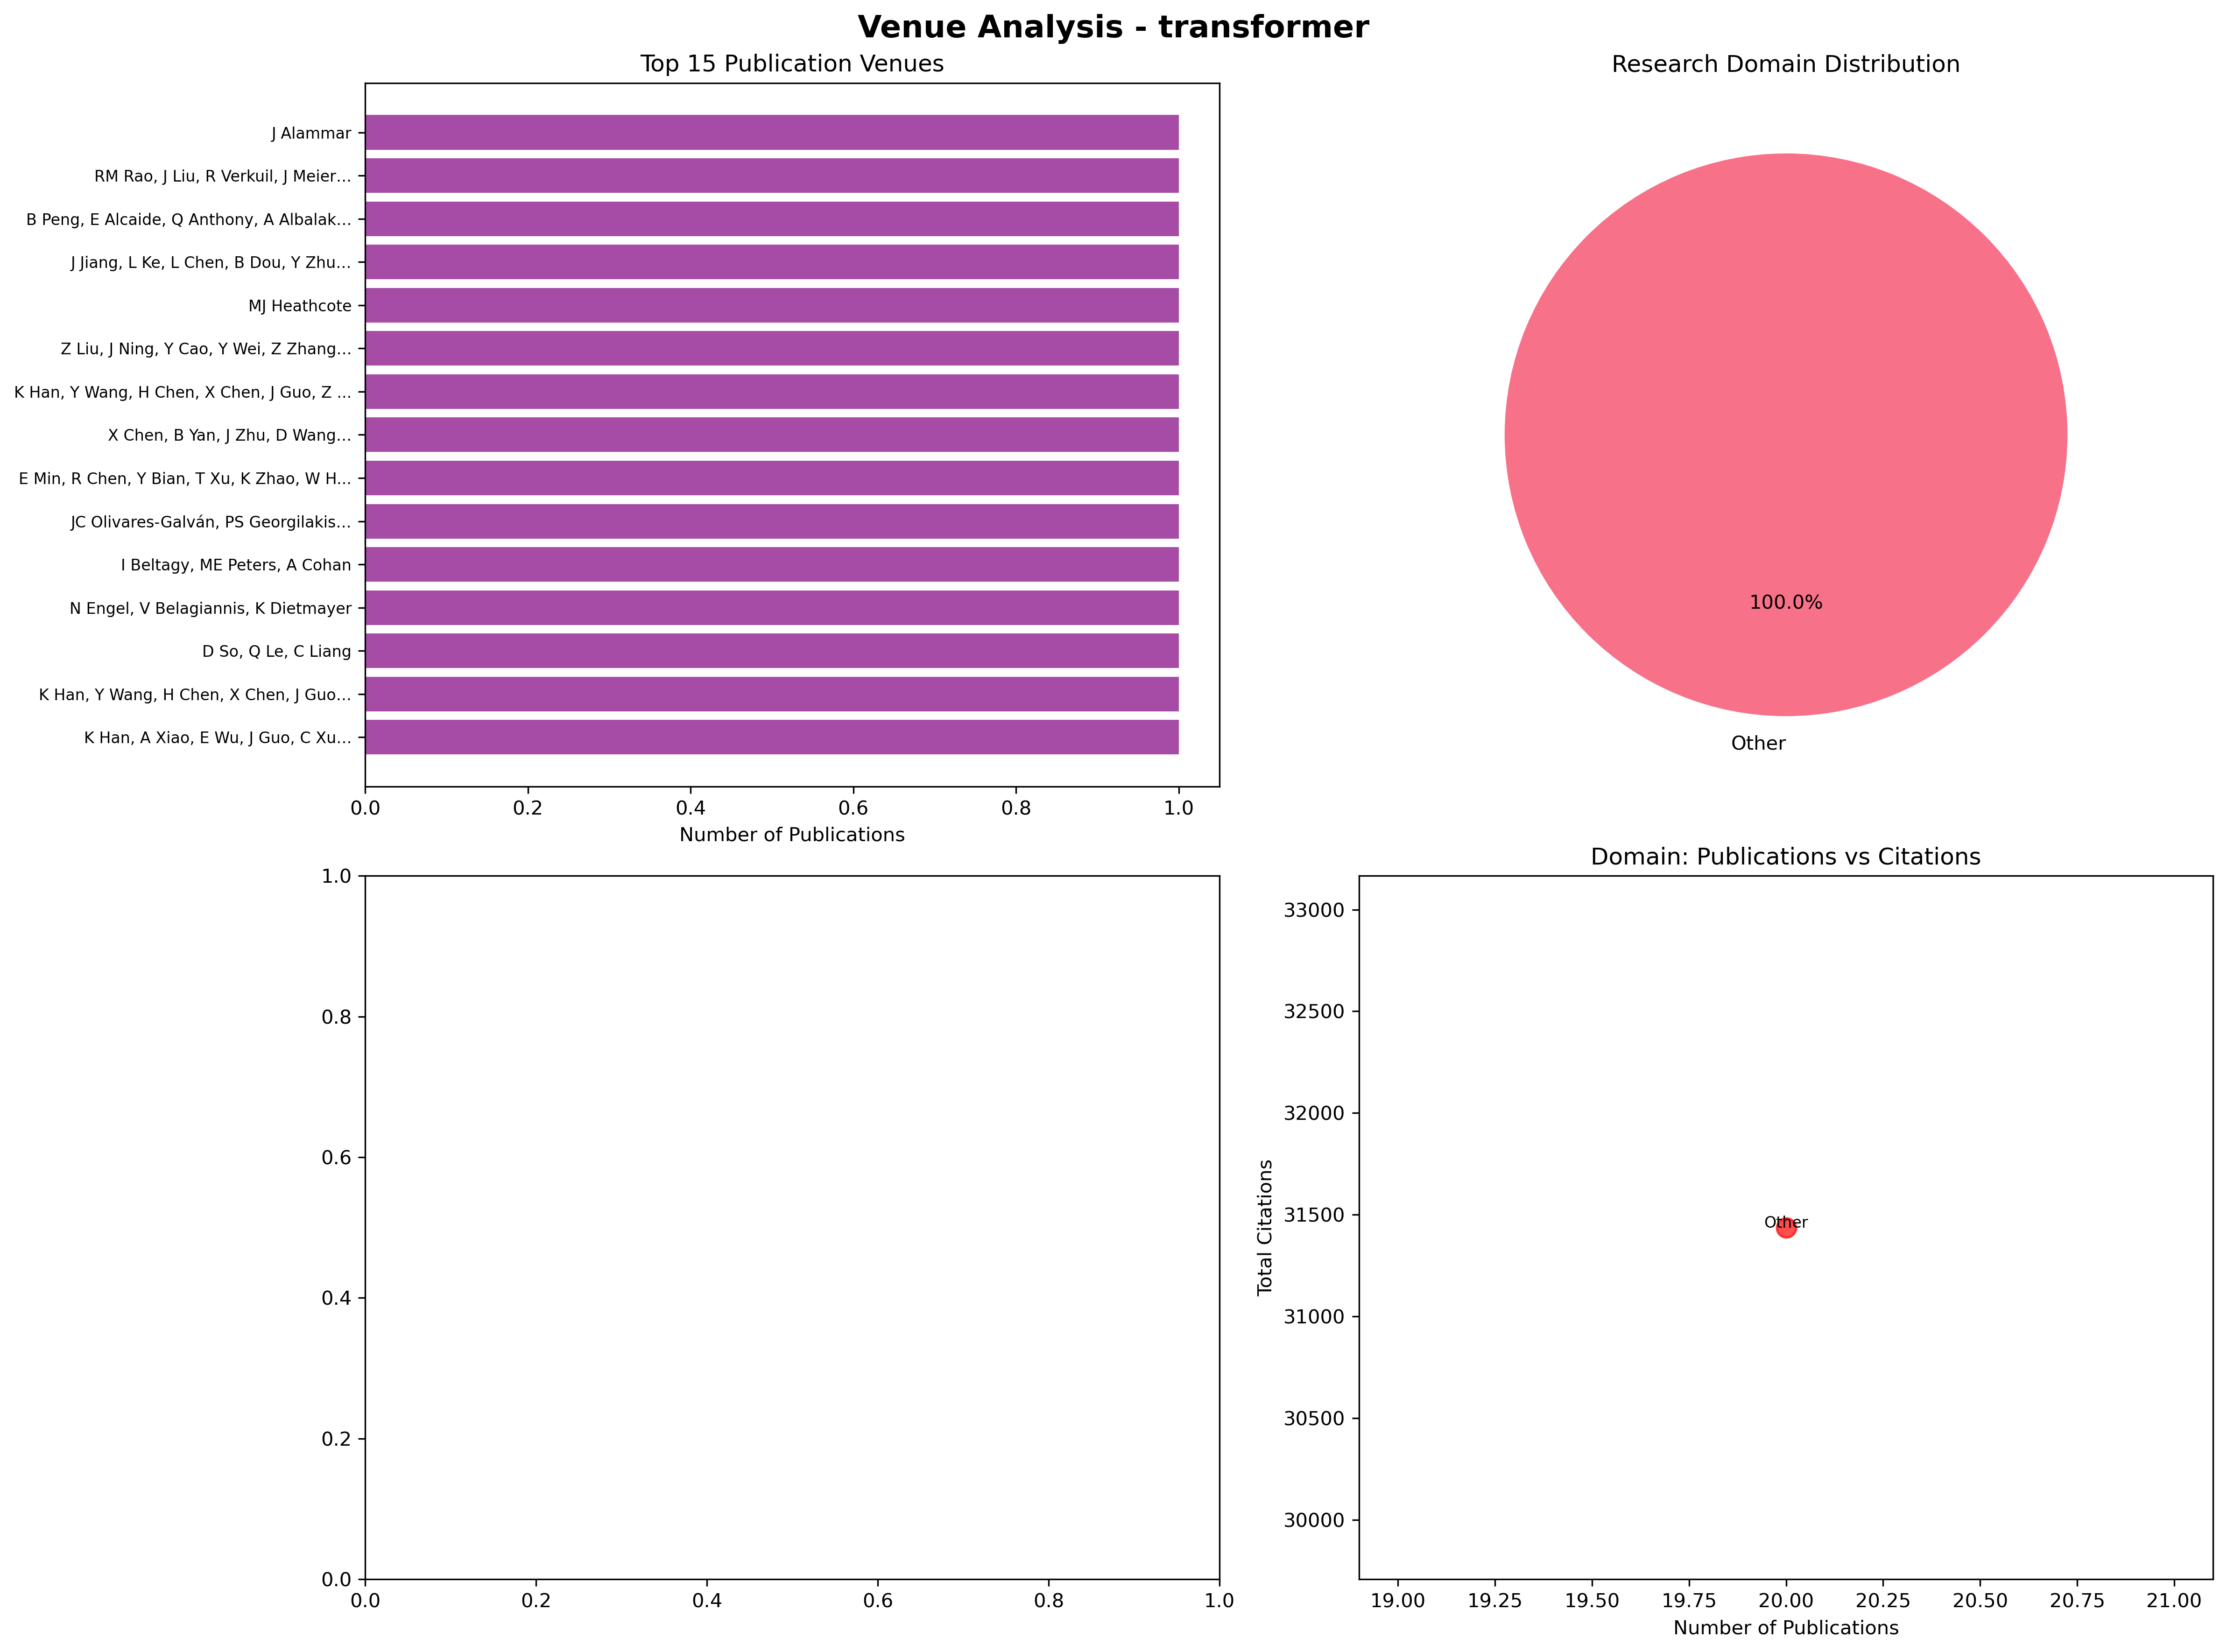 Venue Analysis - transformer
Top 15 Publication Venues
J Alammar
RM Rao, J Liu, R Verkuil, J Meier…
B Peng, E Alcaide, Q Anthony, A Albalak…
J Jiang, L Ke, L Chen, B Dou, Y Zhu…
MJ Heathcote
Z Liu, J Ning, Y Cao, Y Wei, Z Zhang…
K Han, Y Wang, H Chen, X Chen, J Guo, Z ...
X Chen, B Yan, J Zhu, D Wang…
E Min, R Chen, Y Bian, T Xu, K Zhao, W H...
JC Olivares-Galván, PS Georgilakis…
I Beltagy, ME Peters, A Cohan
N Engel, V Belagiannis, K Dietmayer
D So, Q Le, C Liang
K Han, Y Wang, H Chen, X Chen, J Guo…
K Han, A Xiao, E Wu, J Guo, C Xu…
0.0 0.2 0.4 0.6 0.8 1.0
Number of Publications
Research Domain Distribution
100.0%
Other
1.0
0.8
0.6
0.4
0.2
0.0
0.0 0.2 0.4 0.6 0.8 1.0
Domain: Publications vs Citations
Total Citations
33000
32500
32000
31500
31000
30500
30000
Other
19.00 19.25 19.50 19.75 20.00 20.25 20.50 20.75 21.00
Number of Publications